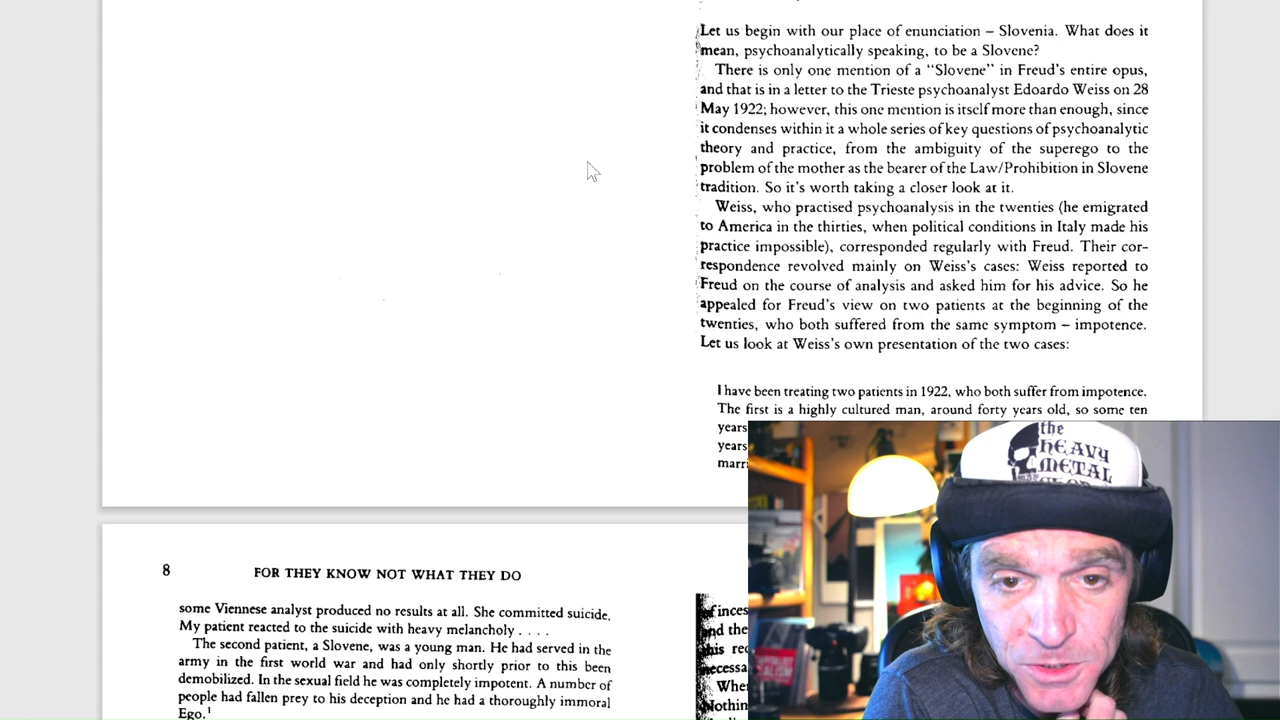 Let us begin with our place of enunciation – Slovenia. What does it
mean, psychoanalytically speaking, to be a Slovene?
There is only one mention of a “Slovene” in Freud’s entire opus,
and that is in a letter to the Trieste psychoanalyst Edoardo Weiss on 28
May 1922; however, this one mention is itself more than enough, since
it condenses within it a whole series of key questions of psychoanalytic
theory and practice, from the ambiguity of the superego to the
problem of the mother as the bearer of the Law/Prohibition in Slovene
tradition. So it’s worth taking a closer look at it.
Weiss, who practised psychoanalysis in the twenties (he emigrated
to America in the thirties, when political conditions in Italy made his
practice impossible), corresponded regularly with Freud. Their cor-
respondence revolved mainly on Weiss’s cases: Weiss reported to
Freud on the course of analysis and asked him for his advice. So he
appealed for Freud’s view on two patients at the beginning of the
twenties, who both suffered from the same symptom – impotence.
Let us look at Weiss’s own presentation of the two cases:
I have been treating two patients in 1922, who both suffer from impotence.
The first is a highly cultured man, around forty years old, so some ten
years
years
marri
8 FOR THEY KNOW NOT WHAT THEY DO
some Viennese analyst produced no results at all. She committed suicide.
My patient reacted to the suicide with heavy melancholy . . . .
The second patient, a Slovene, was a young man. He had served in the
army in the first world war and had only shortly prior to this been
demobilized. In the sexual field he was completely impotent. A number of
people had fallen prey to his deception and he had a thoroughly immoral
Ego.¹
of inces
and the
this rec
necessa
When
Nothin
the
HEAVY
METAL